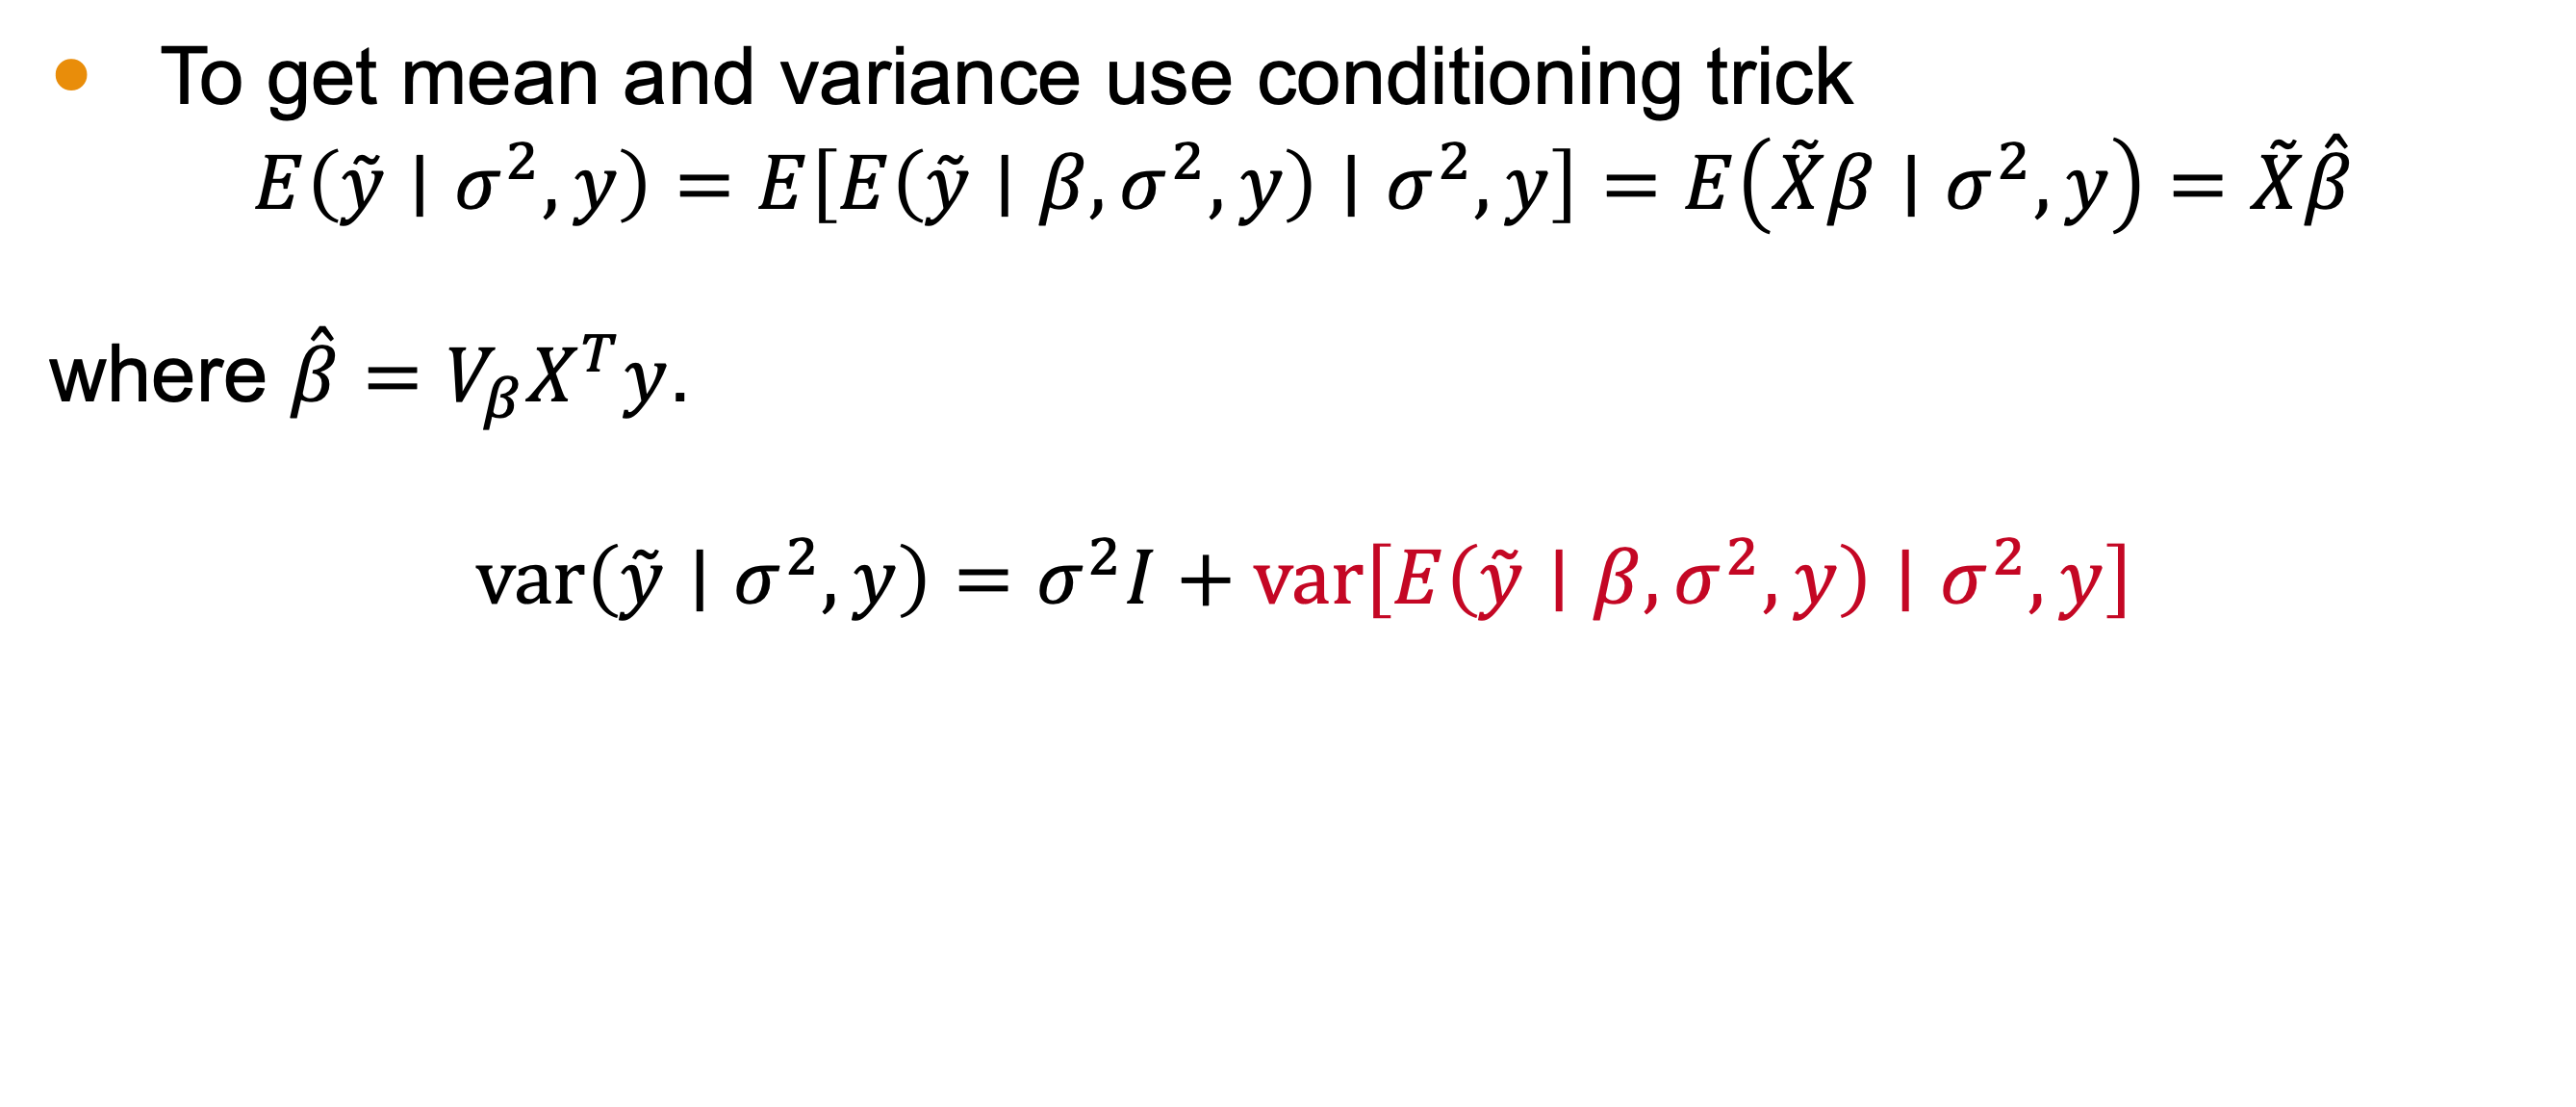 • To get mean and variance use conditioning trick
E(ỹ | σ², y) = E[E(ỹ | β, σ², y) | σ², y] = E(X̃β | σ², y) = X̃β̂
where β̂ = V_β X^T y.
var(ỹ | σ², y) = σ²I + var[E(ỹ | β, σ², y) | σ², y]